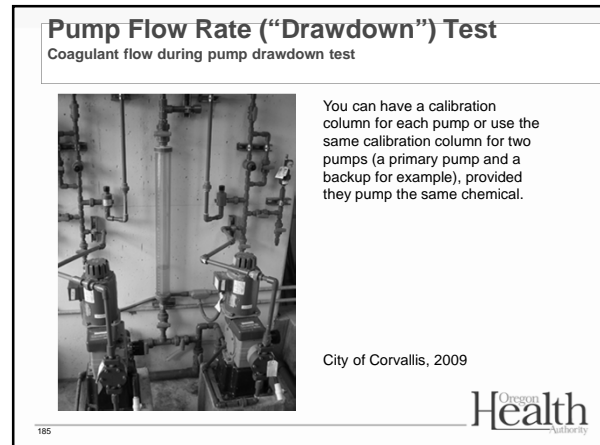 Pump Flow Rate (“Drawdown”) Test
Coagulant flow during pump drawdown test
You can have a calibration
column for each pump or use the
same calibration column for two
pumps (a primary pump and a
backup for example), provided
they pump the same chemical.
City of Corvallis, 2009
Oregon
Health
Authority
185